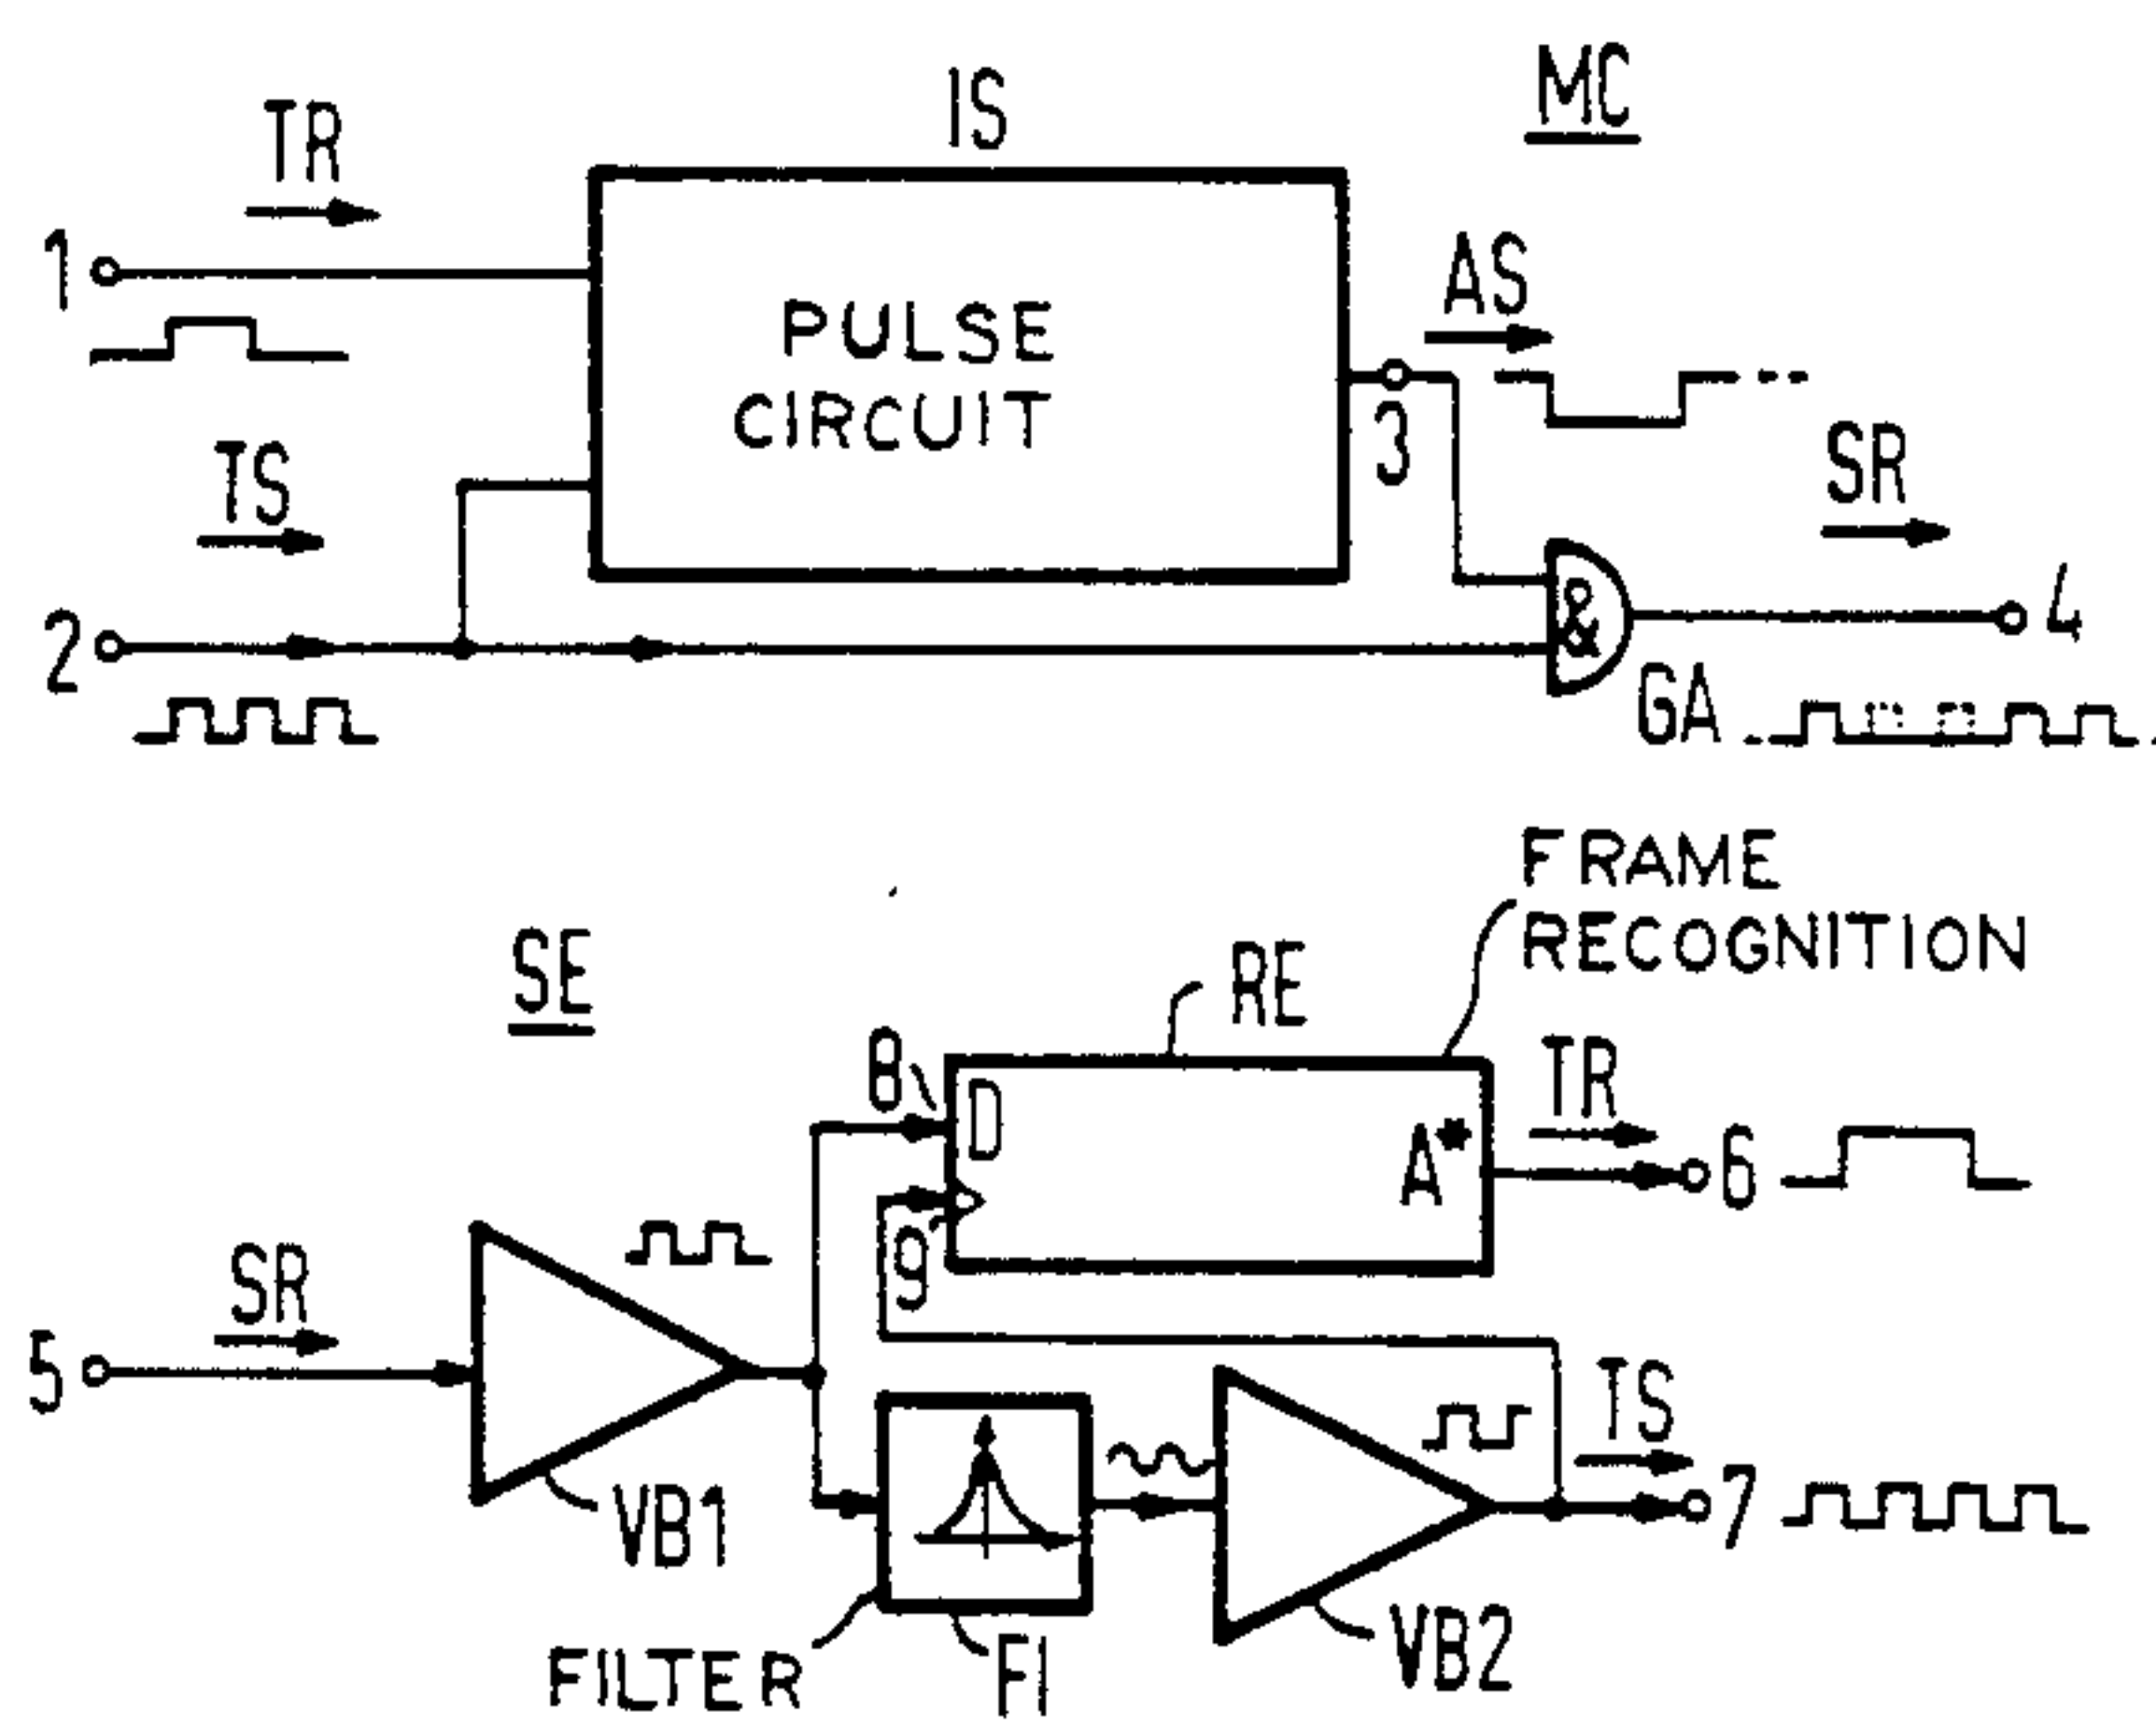 IS
MC
TR
1
PULSE
CIRCUIT
AS
3
TS
SR
2
&
4
GA
FRAME
RECOGNITION
SE
RE
8
D
TR
A*
6
9
SR
5
VB1
TS
7
FILTER
FI
VB2